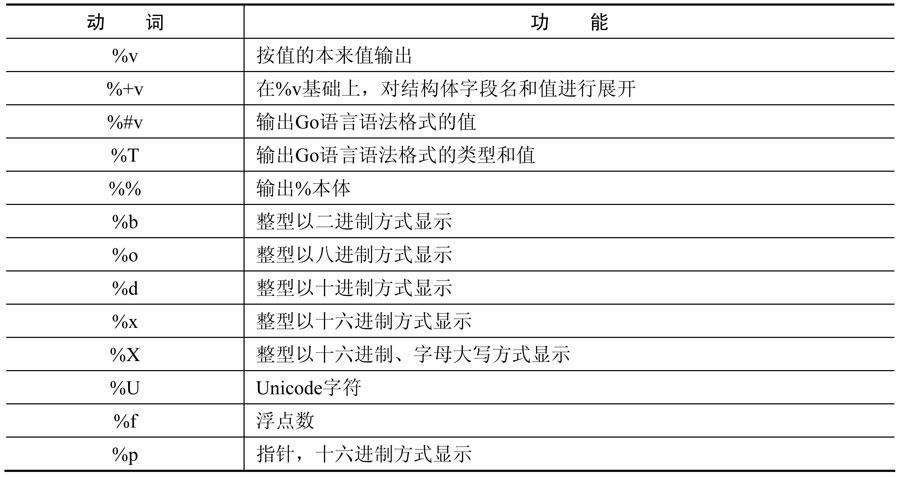 动 词 功 能
%v 按值的本来值输出
%+v 在%v基础上，对结构体字段名和值进行展开
%#v 输出Go语言语法格式的值
%T 输出Go语言语法格式的类型和值
%% 输出%本体
%b 整型以二进制方式显示
%o 整型以八进制方式显示
%d 整型以十进制方式显示
%x 整型以十六进制方式显示
%X 整型以十六进制、字母大写方式显示
%U Unicode字符
%f 浮点数
%p 指针，十六进制方式显示